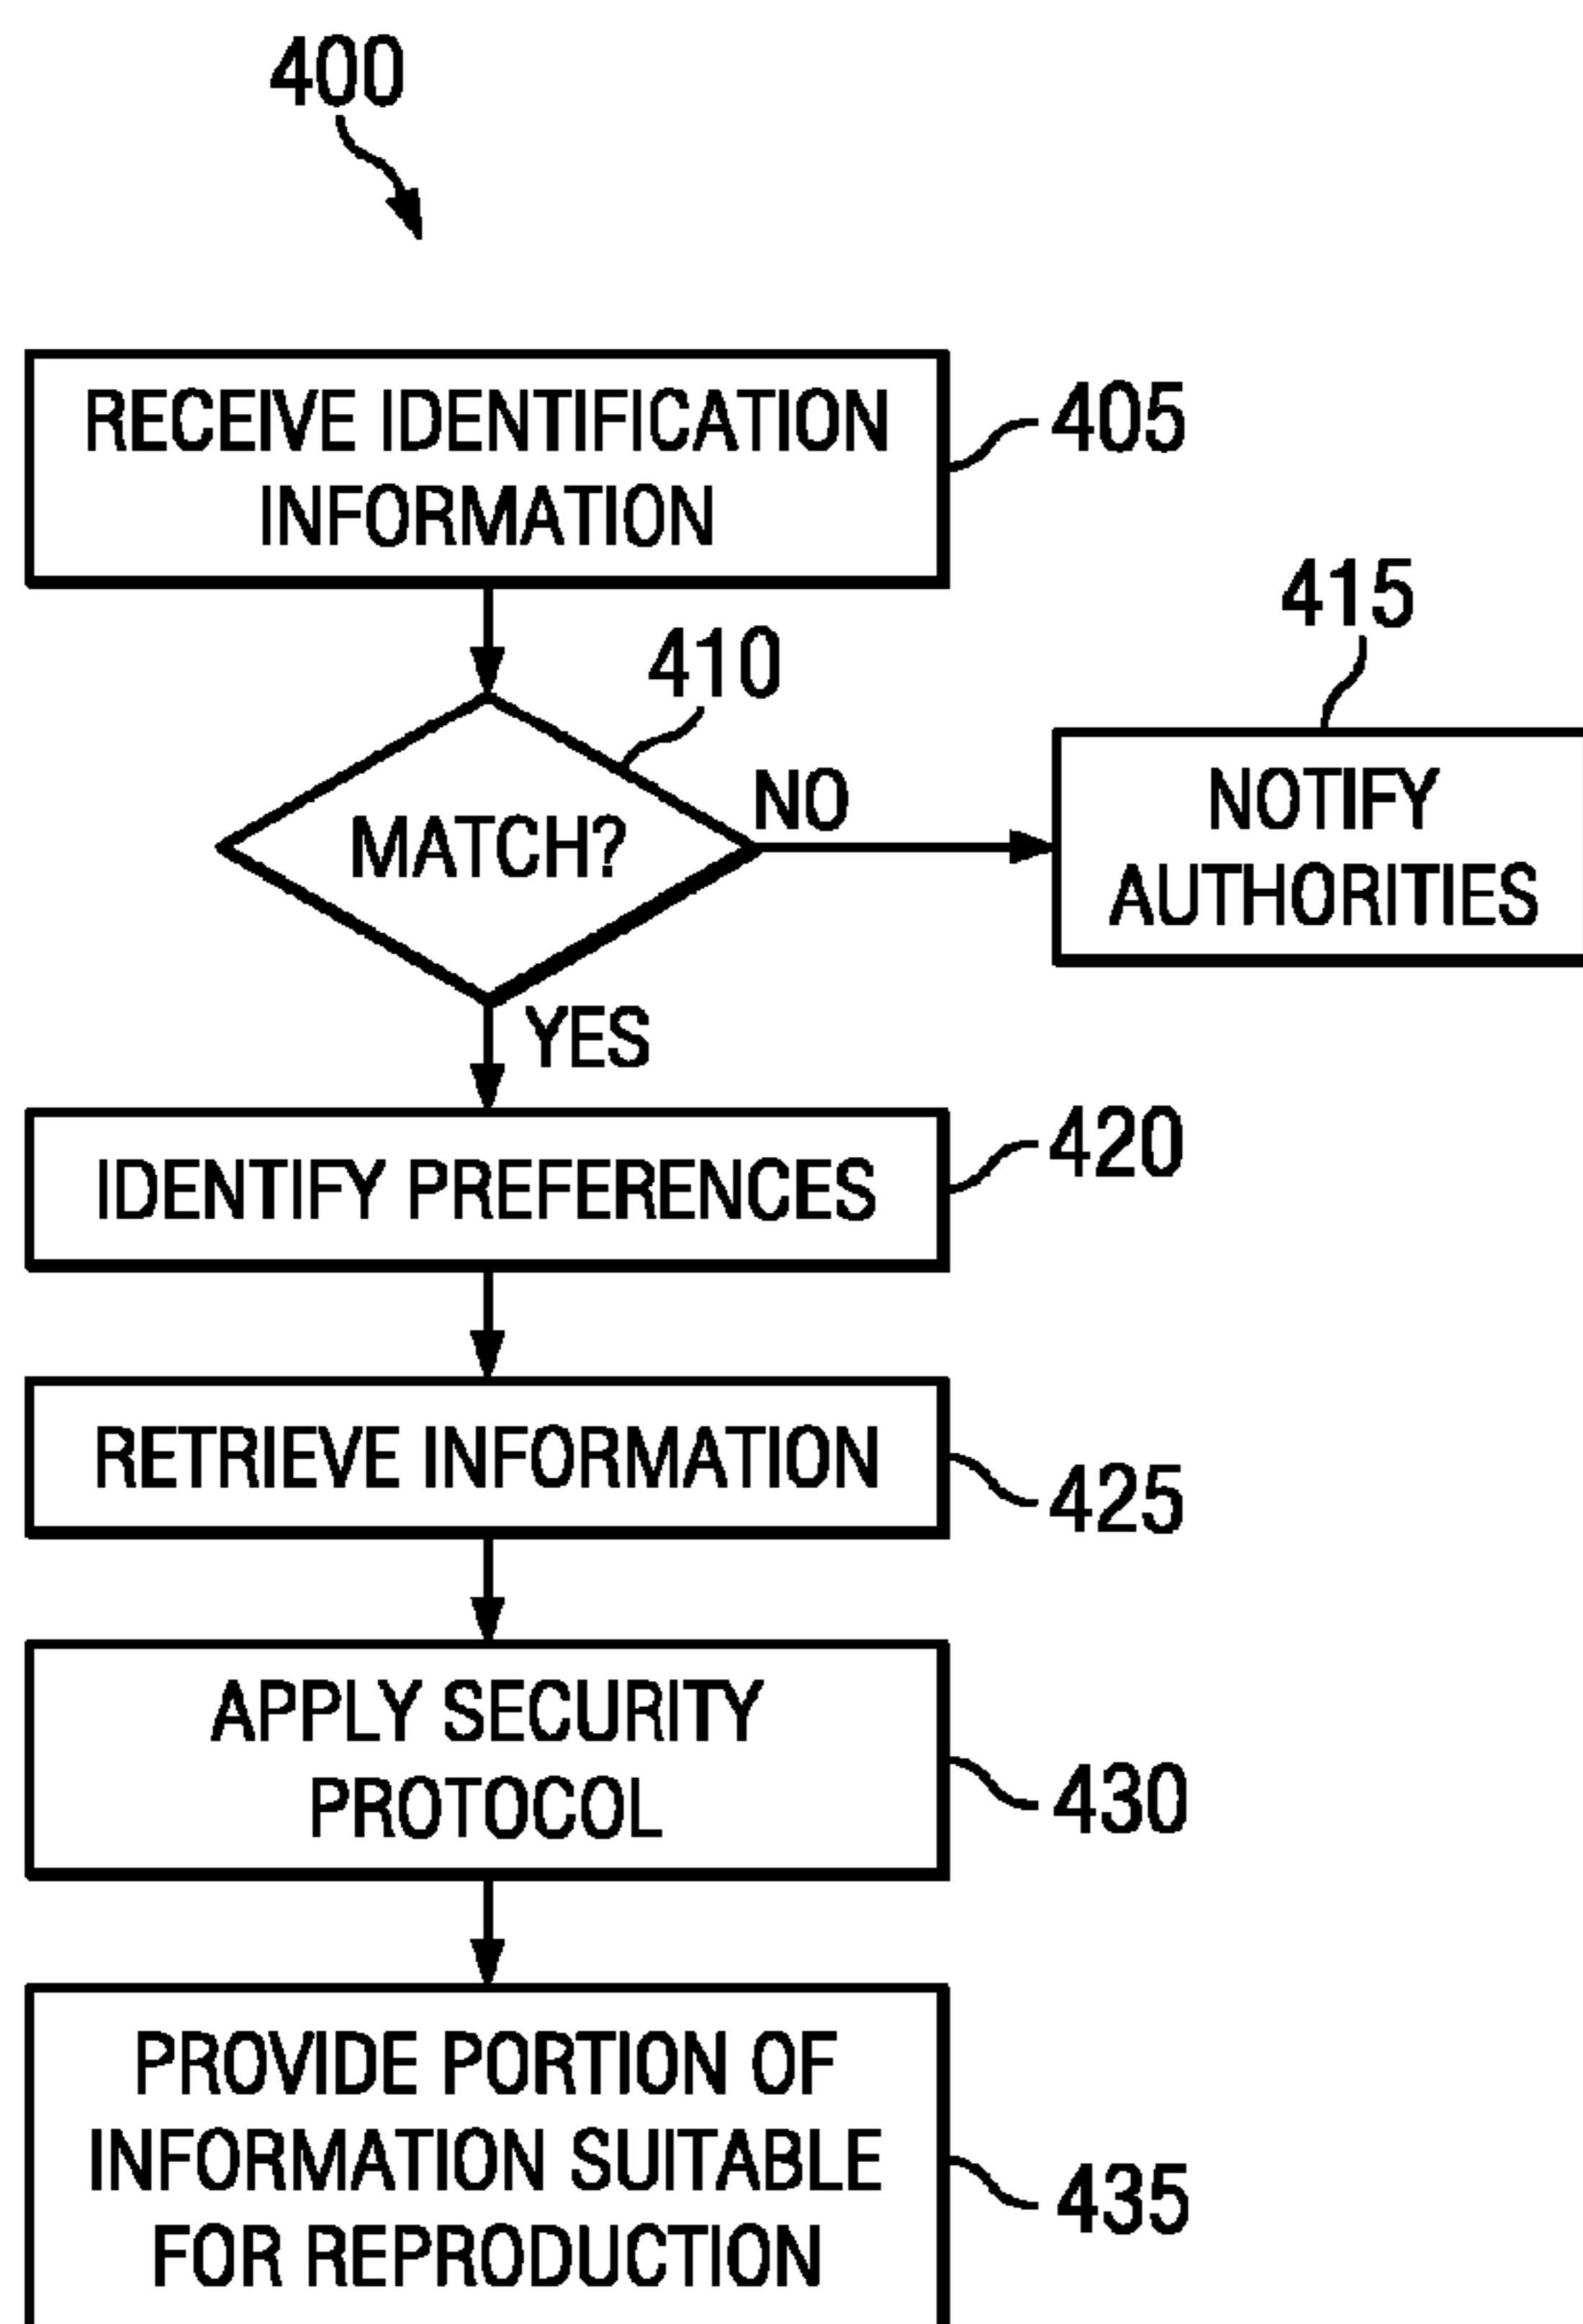 400
RECEIVE IDENTIFICATION
INFORMATION
405
410
MATCH?
NO
415
NOTIFY
AUTHORITIES
YES
IDENTIFY PREFERENCES
420
RETRIEVE INFORMATION
425
APPLY SECURITY
PROTOCOL
430
PROVIDE PORTION OF
INFORMATION SUITABLE
FOR REPRODUCTION
435